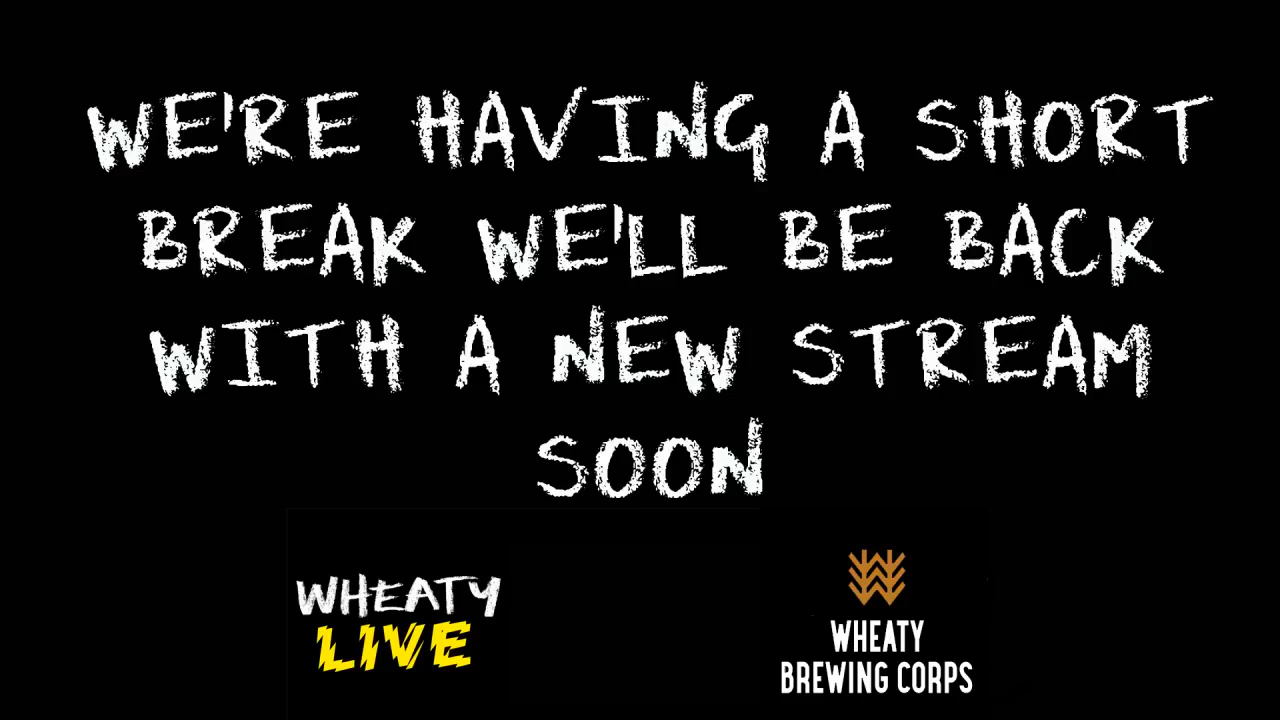 WE'RE HAVING A SHORT
BREAK WE'LL BE BACK
WITH A NEW STREAM
SOON
WHEATY
LIVE
WHEATY
BREWING CORPS